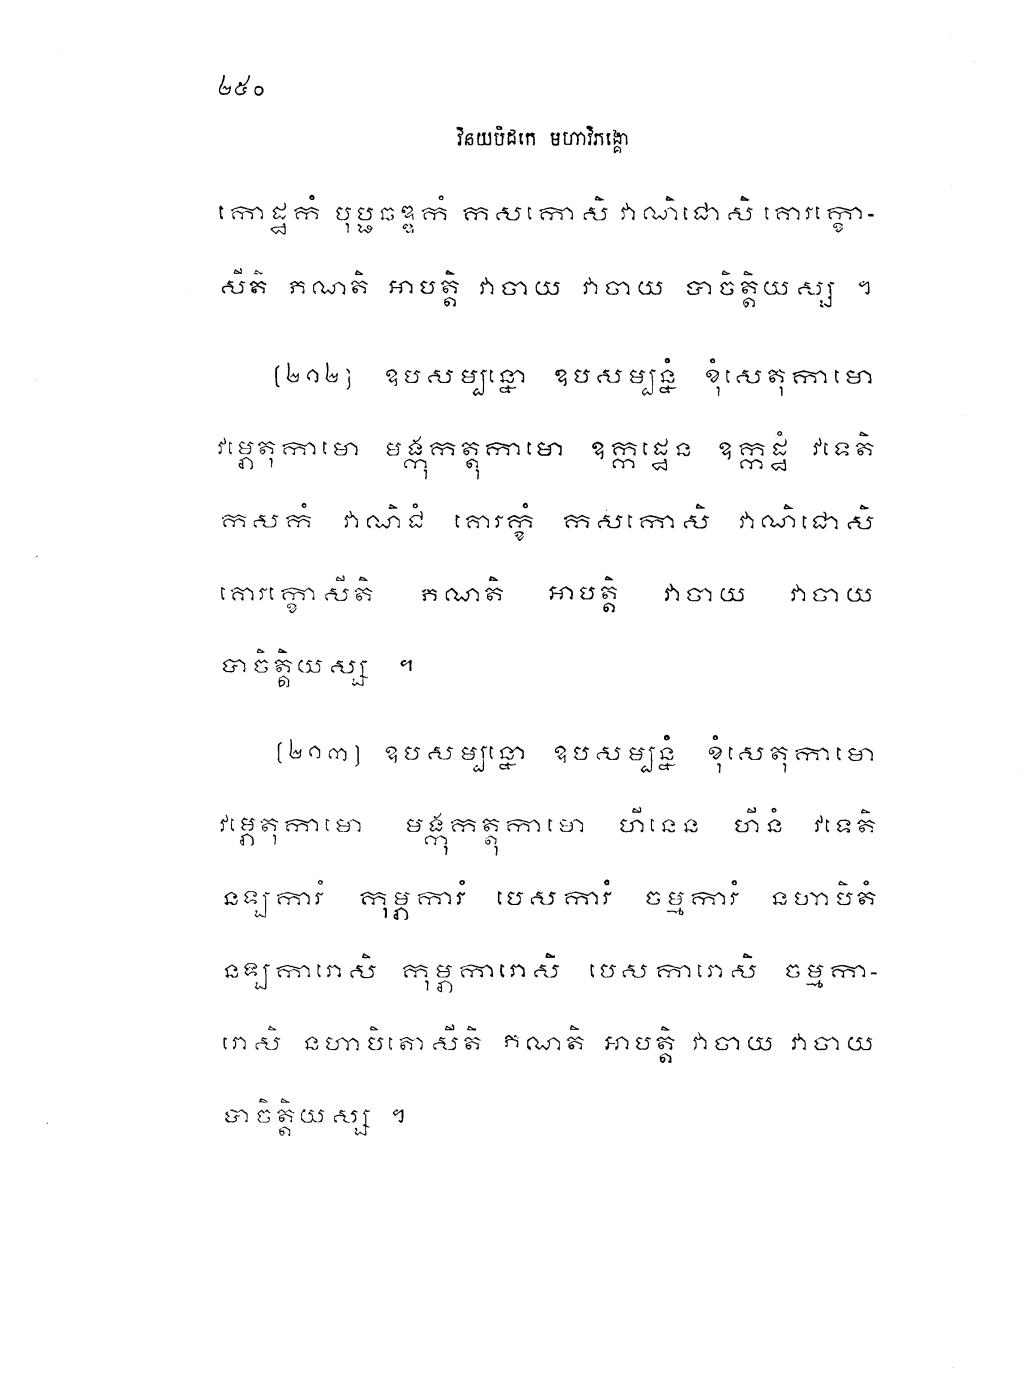 ២៥០
វិនយបិដកេ មហាវិភង្គោ
កោដ្ឋកំ បុប្ផឆឌ្ឌកំ កសកោសិ វាណិជោសិ គោរក្ខោ-
សីតិ ភណតិ អាបត្តិ វាចាយ វាចាយ បាចិត្តិយស្ស ។
(២០២) ឧបសម្បន្នោ ឧបសម្បន្នំ ខុំសេតុកាមោ
វម្ភេតុកាមោ មង្កុកត្តុកាមោ ឧក្កដ្ឋេន ឧក្កដ្ឋំ វទេតិ
កសកំ វាណិជំ គោរក្ខំ កសកោសិ វាណិជោសិ
គោរក្ខោសីតិ ភណតិ អាបត្តិ វាចាយ វាចាយ
បាចិត្តិយស្ស ។
(២០៣) ឧបសម្បន្នោ ឧបសម្បន្នំ ខុំសេតុកាមោ
វម្ភេតុកាមោ មង្កុកត្តុកាមោ ហីនេន ហីនំ វទេតិ
នឡការំ កុម្ភការំ បេសការំ ចម្មការំ នហាបិតំ
នឡការោសិ កុម្ភការោសិ បេសការោសិ ចម្មកា-
រោសិ នហាបិតោសីតិ ភណតិ អាបត្តិ វាចាយ វាចាយ
បាចិត្តិយស្ស ។